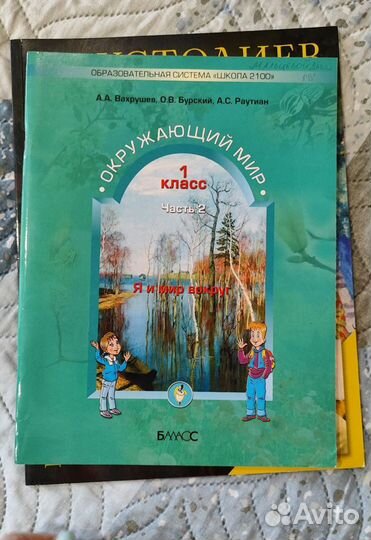 ОБРАЗОВАТЕЛЬНАЯ СИСТЕМА «ШКОЛА 2100»
А.А. Вахрушев, О.В. Бурский, А.С. Раутиан
ОКРУЖАЮЩИЙ МИР
1
класс
Часть 2
Я и мир вокруг
БАЛАСС
Avito